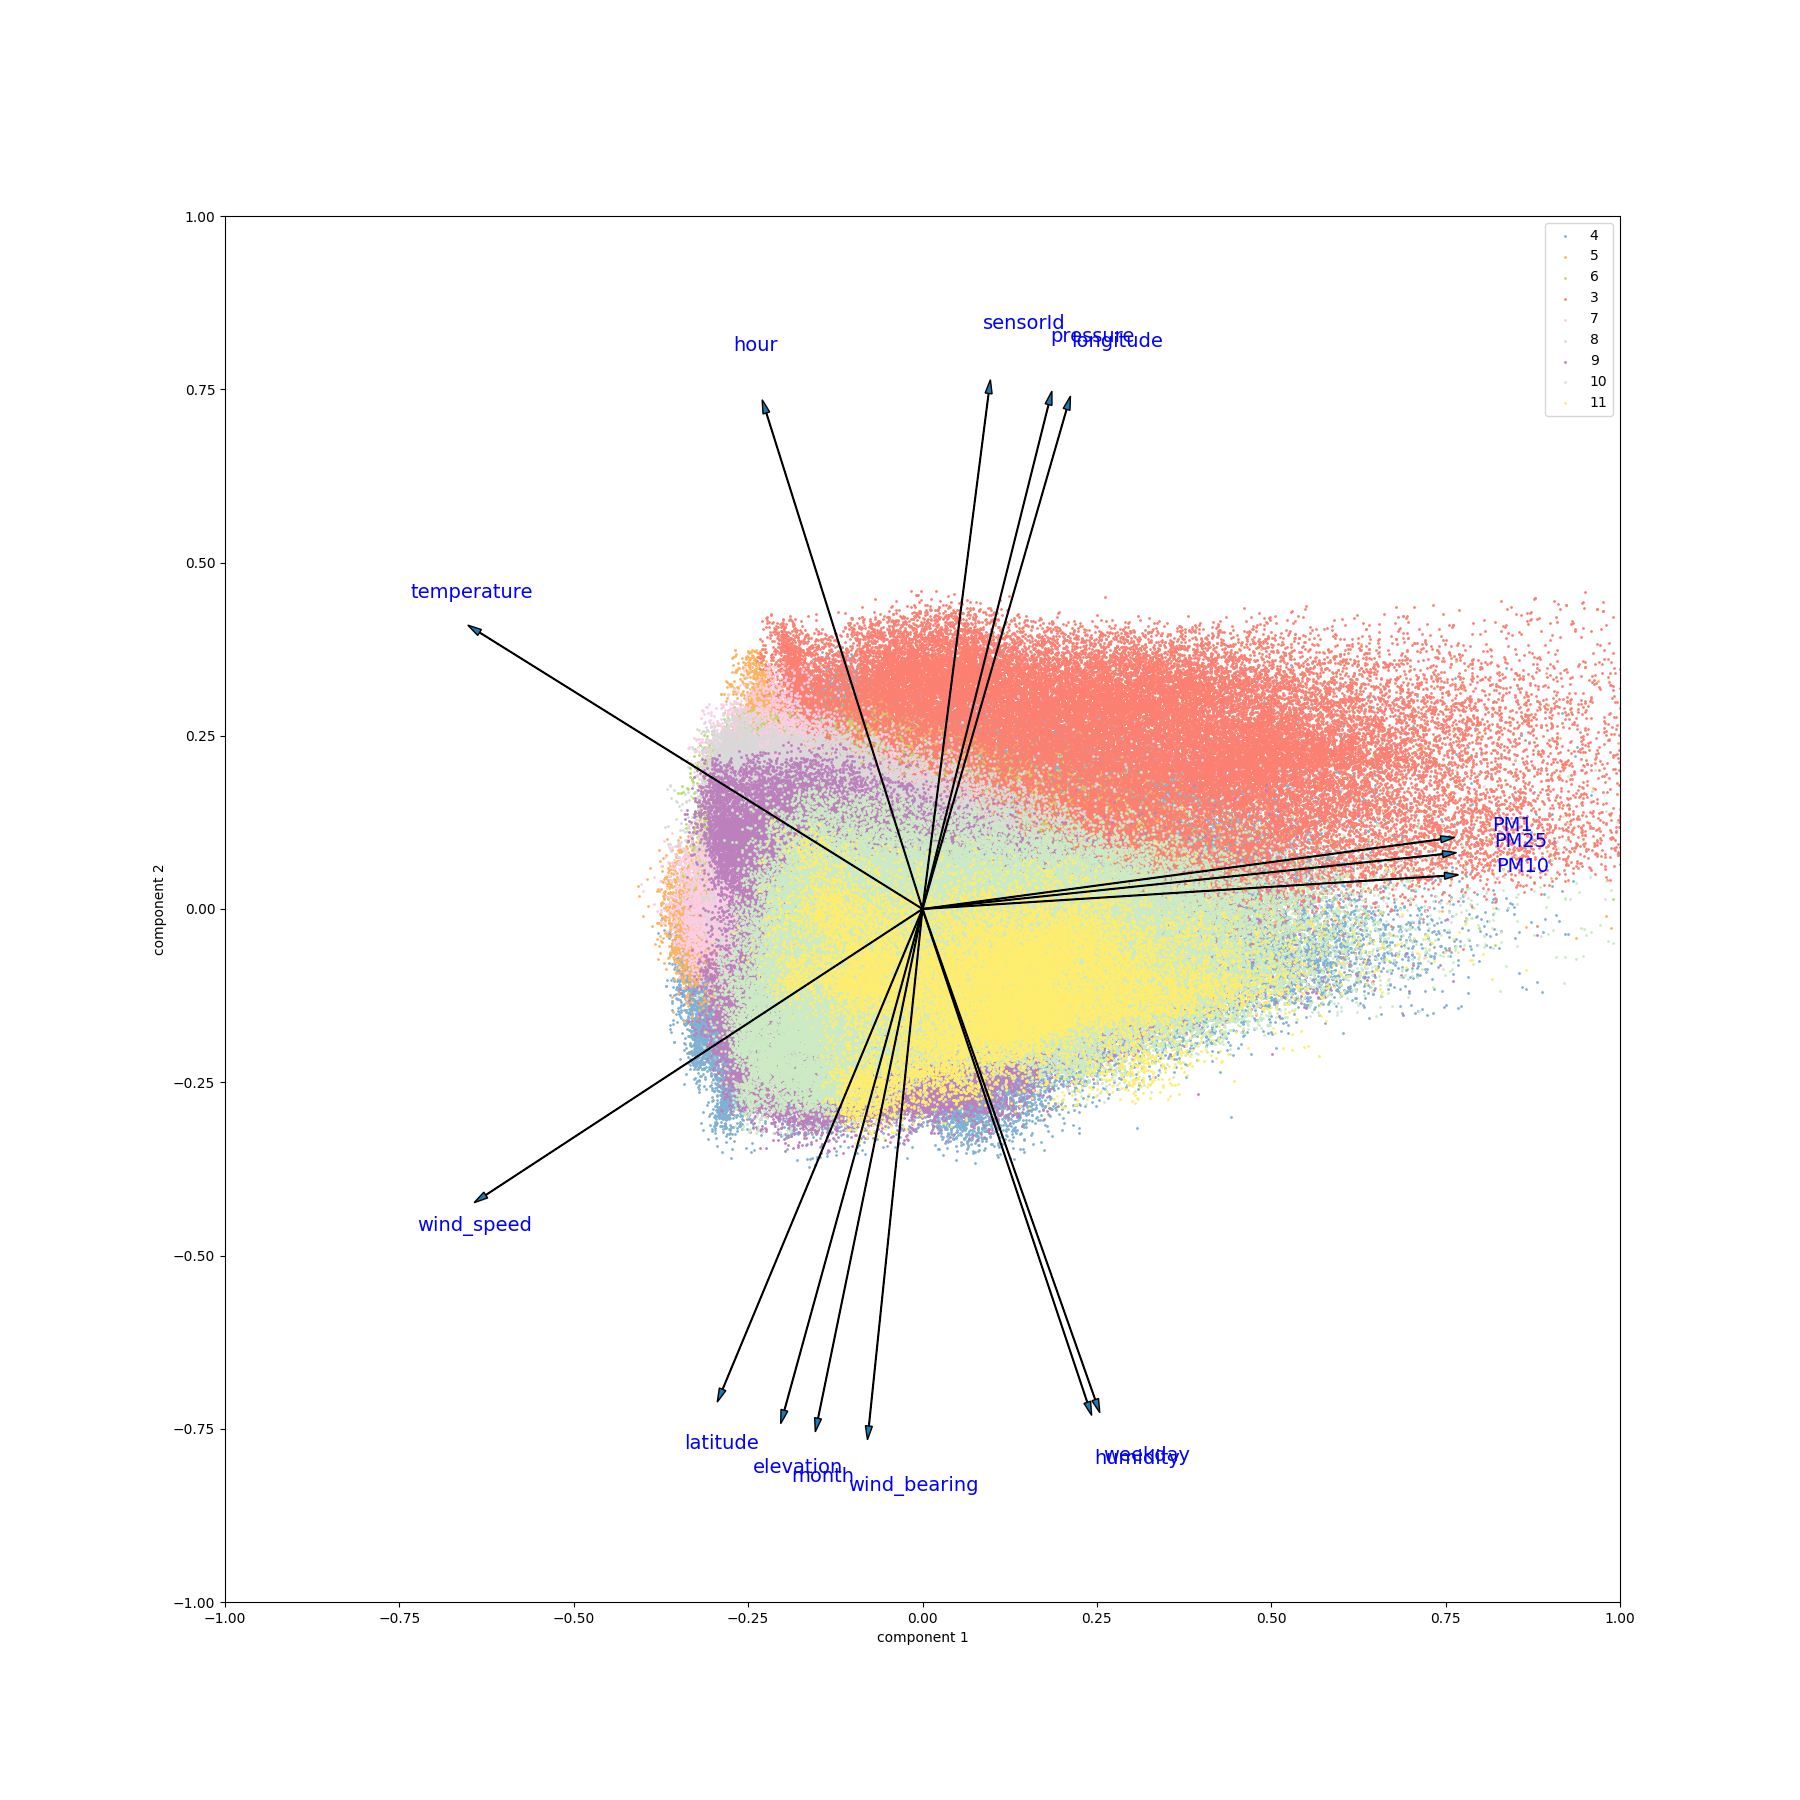 1.00
0.75
0.50
0.25
0.00
−0.25
−0.50
−0.75
−1.00
component 2
−1.00
−0.75
−0.50
−0.25
0.00
0.25
0.50
0.75
1.00
component 1
4
5
6
3
7
8
9
10
11
sensorId
pressure
longitude
hour
temperature
PM1
PM25
PM10
wind_speed
latitude
elevation
month
wind_bearing
weekday
humidity